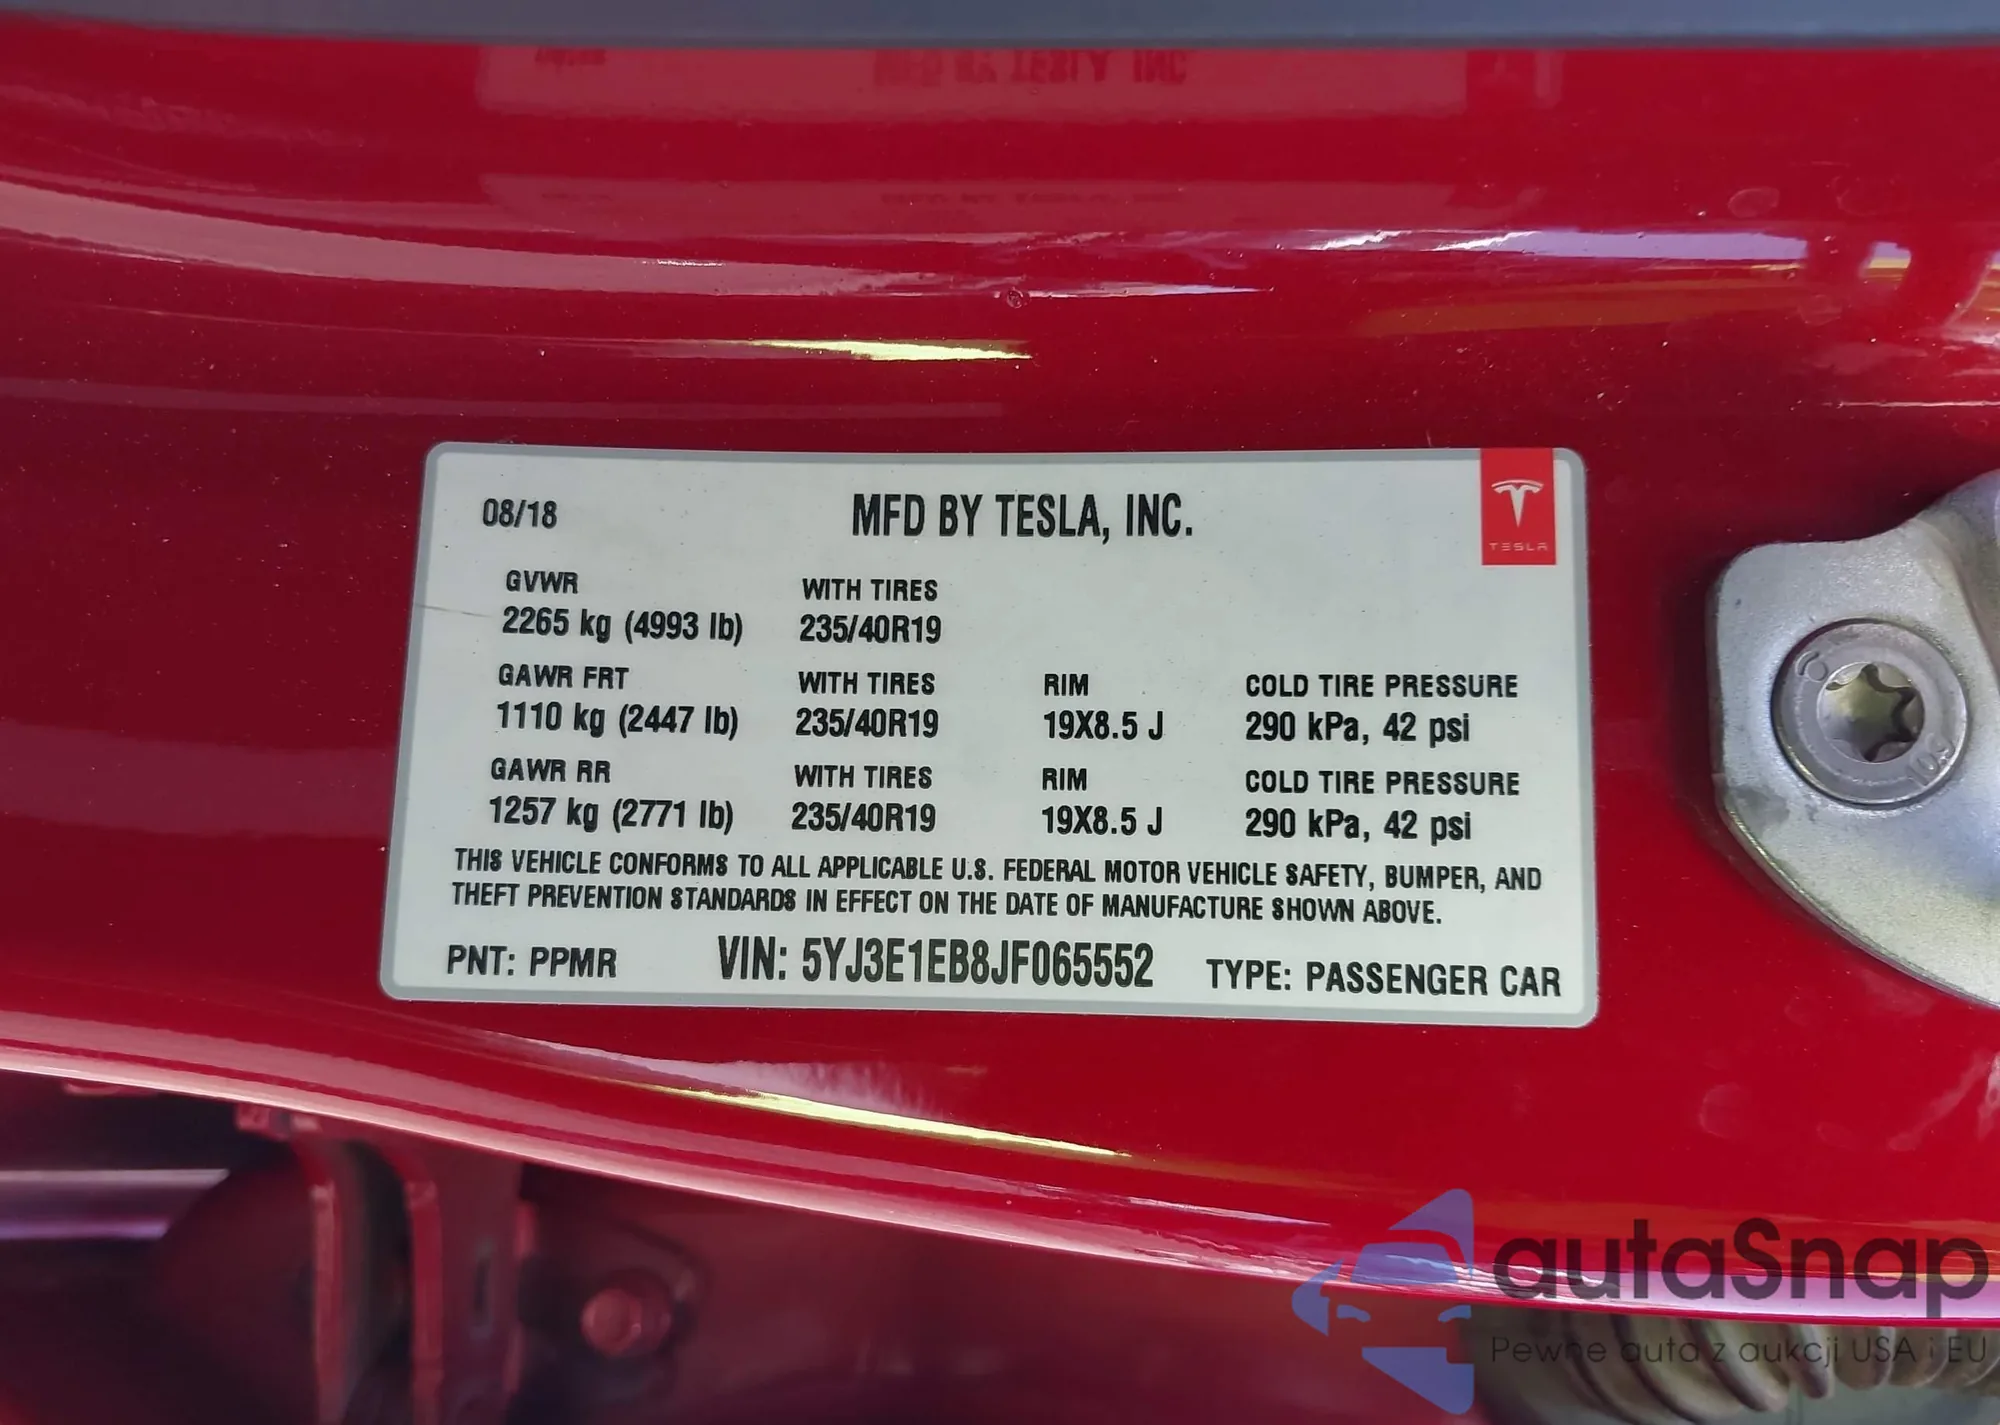 08/18 MFD BY TESLA, INC.
TESLA
GVWR WITH TIRES
2265 kg (4993 lb) 235/40R19
GAWR FRT WITH TIRES RIM COLD TIRE PRESSURE
1110 kg (2447 lb) 235/40R19 19X8.5 J 290 kPa, 42 psi
GAWR RR WITH TIRES RIM COLD TIRE PRESSURE
1257 kg (2771 lb) 235/40R19 19X8.5 J 290 kPa, 42 psi
THIS VEHICLE CONFORMS TO ALL APPLICABLE U.S. FEDERAL MOTOR VEHICLE SAFETY, BUMPER, AND
THEFT PREVENTION STANDARDS IN EFFECT ON THE DATE OF MANUFACTURE SHOWN ABOVE.
PNT: PPMR VIN: 5YJ3E1EB8JF065552 TYPE: PASSENGER CAR
autaSnap
Pewne auta z aukcji USA i EU